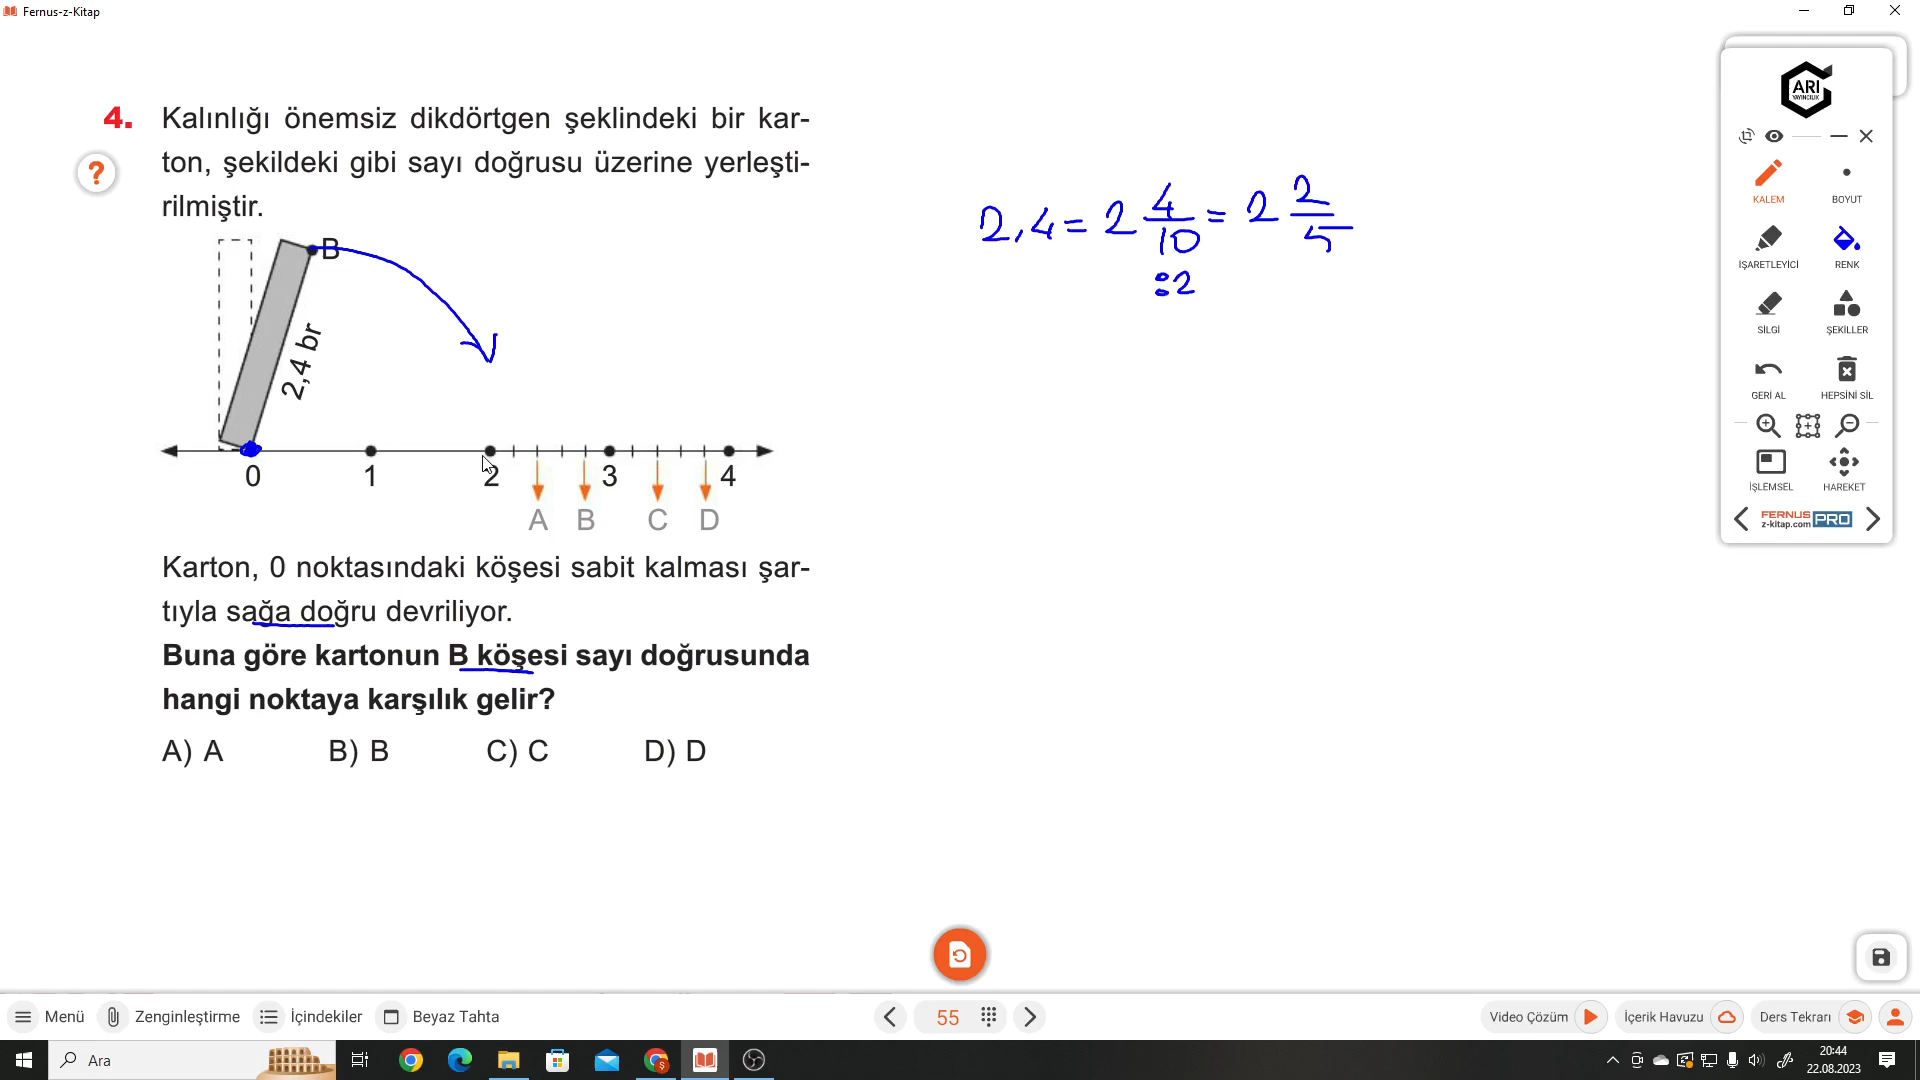 Fernus-z-Kitap
4. Kalınlığı önemsiz dikdörtgen şeklindeki bir kar-
ton, şekildeki gibi sayı doğrusu üzerine yerleşti-
rilmiştir.
?
B
2,4 br
0 1 2 3 4
A B C D
Karton, 0 noktasındaki köşesi sabit kalması şar-
tıyla sağa doğru devriliyor.
Buna göre kartonun B köşesi sayı doğrusunda
hangi noktaya karşılık gelir?
A) A B) B C) C D) D
2,4 = 2 4/10 = 2 2/5
:2
ARI
YAYINCILIK
KALEM BOYUT
İŞARETLEYİCİ RENK
SİLGİ ŞEKİLLER
GERİ AL HEPSİNİ SİL
İŞLEMSEL HAREKET
FERNUS
z-kitap.com PRO
Menü Zenginleştirme İçindekiler Beyaz Tahta 55 Video Çözüm İçerik Havuzu Ders Tekrarı
Ara
20:44
22.08.2023